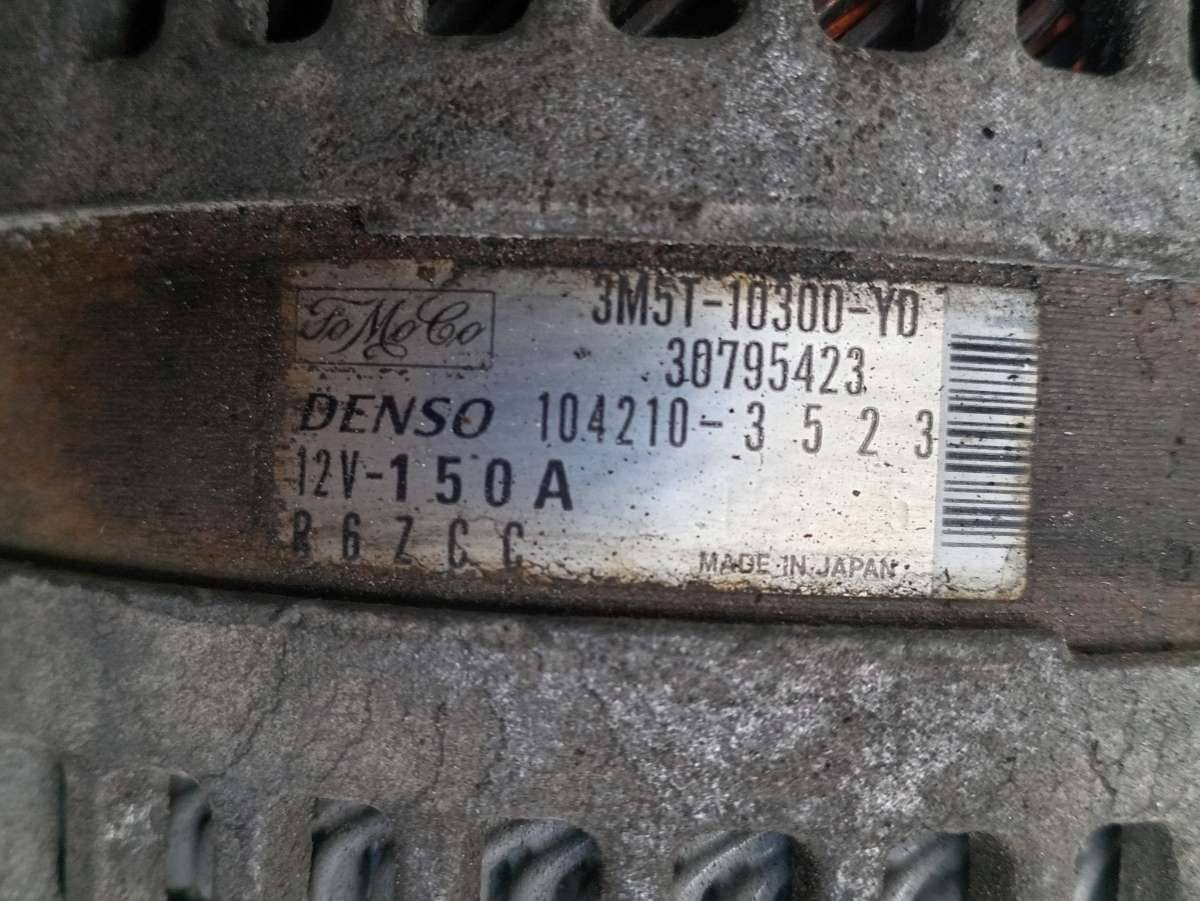 FoMoCo
3M5T-10300-YD
30795423
DENSO 104210-3523
12V-150A
R6ZCC
MADE IN JAPAN